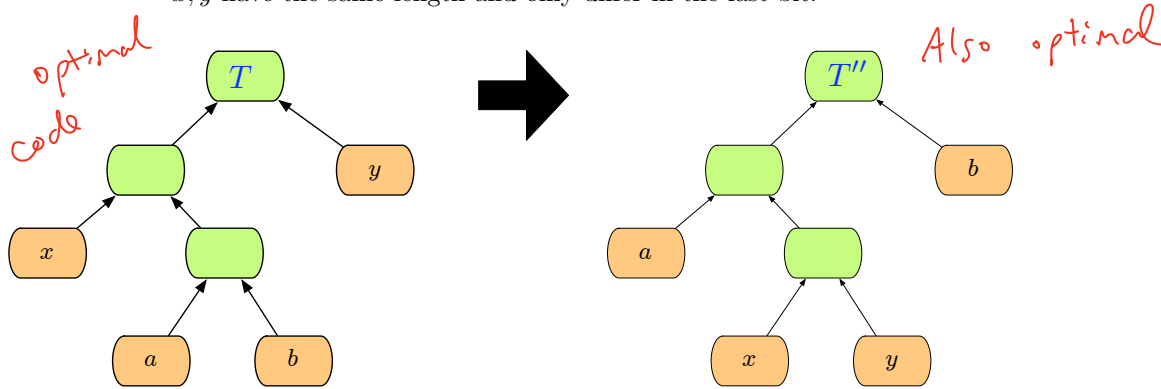 x, y have the same length and only differ in the last bit.
optimal
code
Also optimal
T
T''
y
b
x
a
a
b
x
y